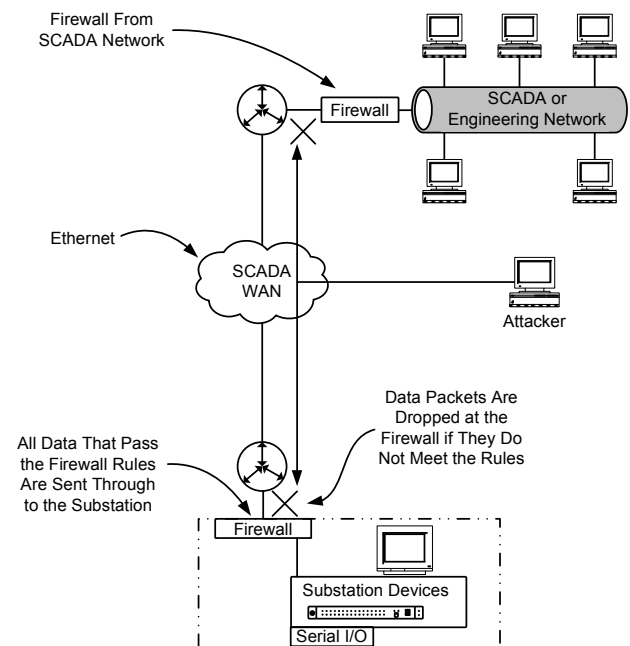 Firewall From
SCADA Network
Firewall
SCADA or
Engineering Network
Ethernet
SCADA
WAN
Attacker
Data Packets Are
Dropped at the
Firewall if They Do
Not Meet the Rules
All Data That Pass
the Firewall Rules
Are Sent Through
to the Substation
Firewall
Substation Devices
Serial I/O